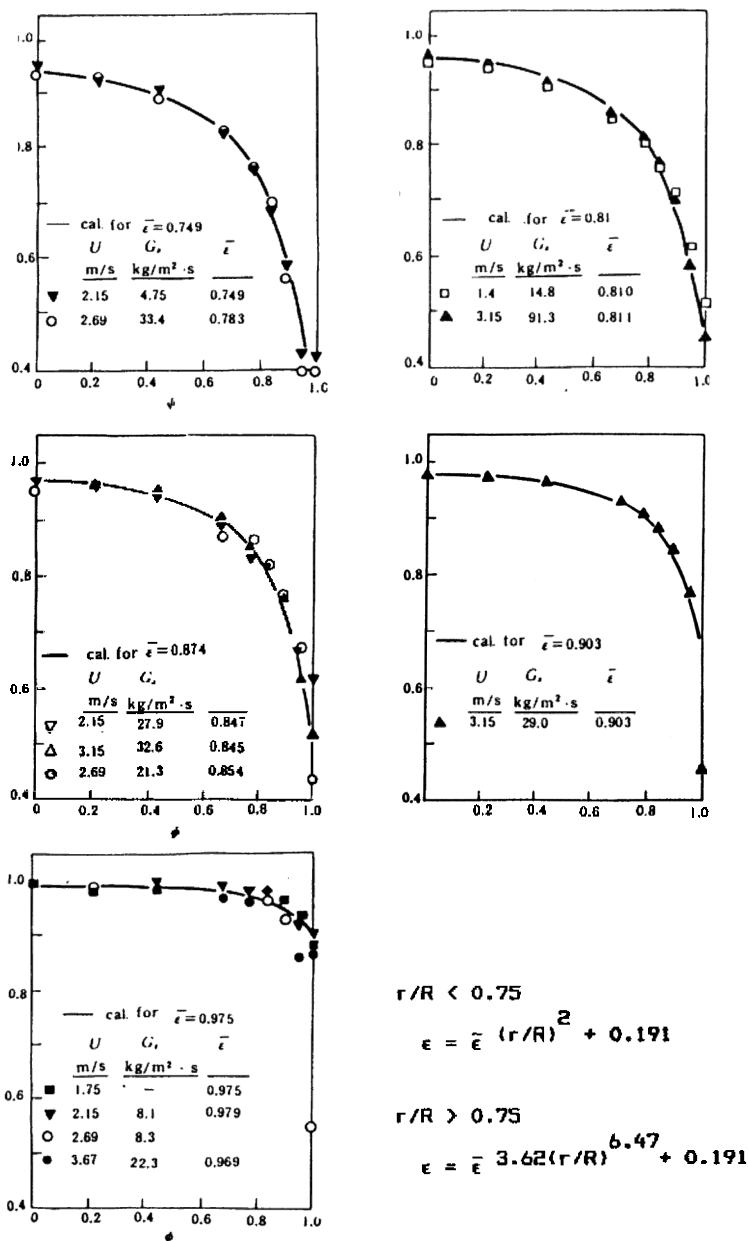 1.0
0.8
0.6
0.4
0 0.2 0.4 0.6 0.8 1.0
— cal. for ε̄=0.749
U Gₛ ε̄
m/s kg/m²·s
▼ 2.15 4.75 0.749
○ 2.69 33.4 0.783
1.0
0.8
0.6
0.4
0 0.2 0.4 0.6 0.8 1.0
— cal. for ε̄=0.81
U Gₛ ε̄
m/s kg/m²·s
□ 1.4 14.8 0.810
▲ 3.15 91.3 0.811
1.0
0.8
0.6
0.4
0 0.2 0.4 0.6 0.8 1.0
ϕ
— cal. for ε̄=0.874
U Gₛ
m/s kg/m²·s
▽ 2.15 27.9 0.847
△ 3.15 32.6 0.845
2.69 21.3 0.854
1.0
0.8
0.6
0.4
0 0.2 0.4 0.6 0.8 1.0
— cal. for ε̄=0.903
U Gₛ ε̄
m/s kg/m²·s
▲ 3.15 29.0 0.903
1.0
0.8
0.6
0.4
0 0.2 0.4 0.6 0.8 1.0
ϕ
— cal. for ε̄=0.975
U Gₛ ε̄
m/s kg/m²·s
■ 1.75 – 0.975
▼ 2.15 8.1 0.979
○ 2.69 8.3
● 3.67 22.3 0.969
r/R < 0.75
ε = ε̄ (r/R)² + 0.191
r/R > 0.75
ε = ε̄ 3.62(r/R)^6.47 + 0.191